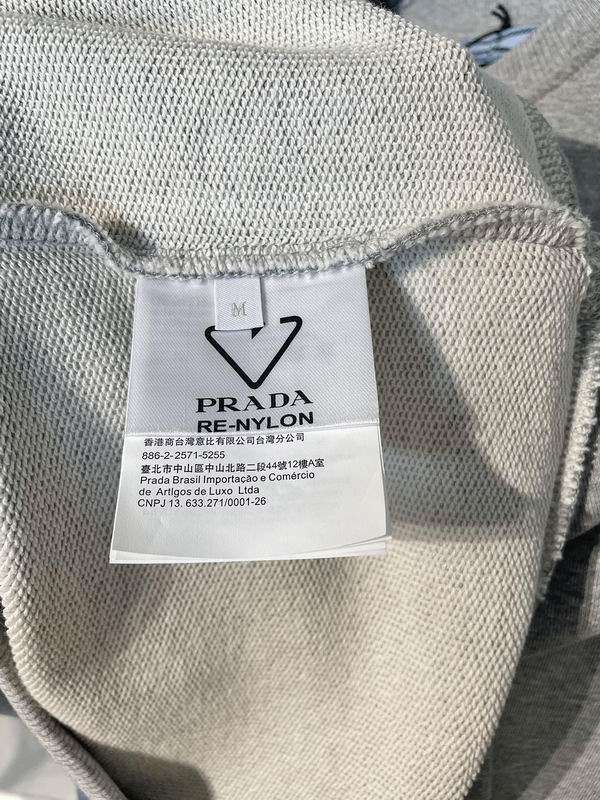 M
PRADA
RE-NYLON
香港商台灣意比有限公司台灣分公司
886-2-2571-5255
臺北市中山區中山北路二段44號12樓A室
Prada Brasil Importação e Comércio
de Artlgos de Luxo Ltda
CNPJ 13. 633.271/0001-26